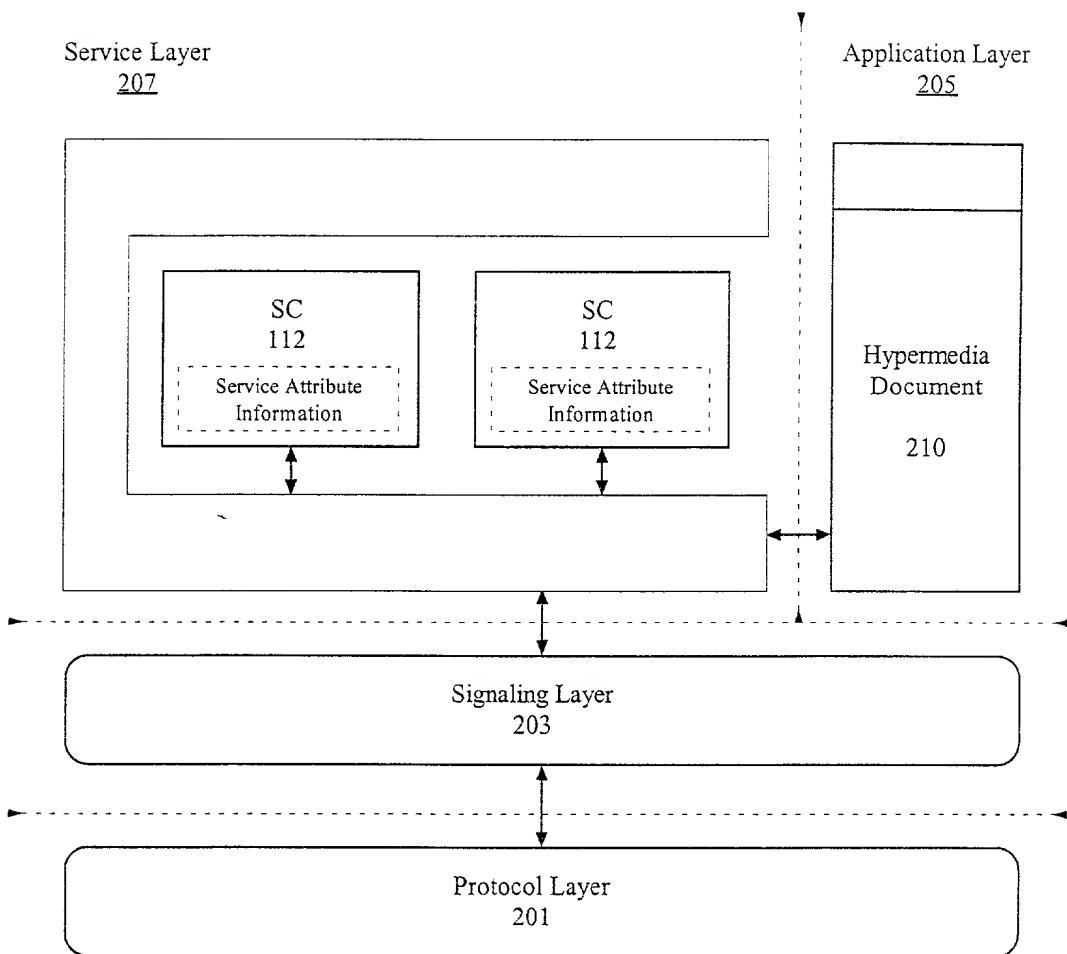 Service Layer
207
Application Layer
205
SC
112
Service Attribute
Information
SC
112
Service Attribute
Information
Hypermedia
Document
210
Signaling Layer
203
Protocol Layer
201